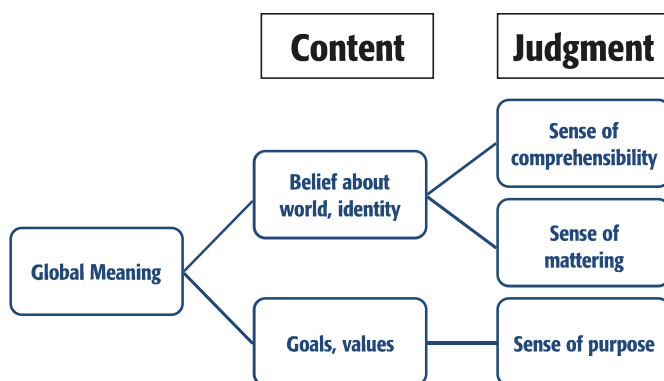 Content
Judgment
Sense of
comprehensibility
Belief about
world, identity
Sense of
mattering
Global Meaning
Goals, values
Sense of purpose